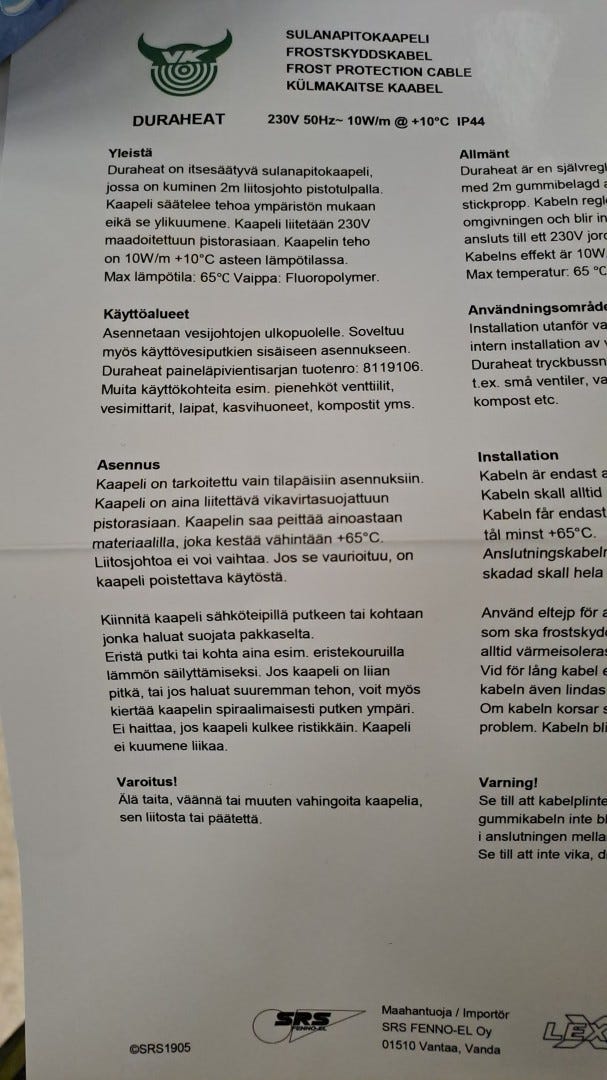 VK
SULANAPITOKAAPELI
FROSTSKYDDSKABEL
FROST PROTECTION CABLE
KÜLMAKAITSE KAABEL
DURAHEAT 230V 50Hz~ 10W/m @ +10°C IP44
Yleistä
Duraheat on itsesäätyvä sulanapitokaapeli,
jossa on kuminen 2m liitosjohto pistotulpalla.
Kaapeli säätelee tehoa ympäristön mukaan
eikä se ylikuumene. Kaapeli liitetään 230V
maadoitettuun pistorasiaan. Kaapelin teho
on 10W/m +10°C asteen lämpötilassa.
Max lämpötila: 65°C Vaippa: Fluoropolymer.
Käyttöalueet
Asennetaan vesijohtojen ulkopuolelle. Soveltuu
myös käyttövesiputkien sisäiseen asennukseen.
Duraheat paineläpivientisarjan tuotenro: 8119106.
Muita käyttökohteita esim. pienehköt venttiilit,
vesimittarit, laipat, kasvihuoneet, kompostit yms.
Asennus
Kaapeli on tarkoitettu vain tilapäisiin asennuksiin.
Kaapeli on aina liitettävä vikavirtasuojattuun
pistorasiaan. Kaapelin saa peittää ainoastaan
materiaalilla, joka kestää vähintään +65°C.
Liitosjohtoa ei voi vaihtaa. Jos se vaurioituu, on
kaapeli poistettava käytöstä.
Kiinnitä kaapeli sähköteipillä putkeen tai kohtaan
jonka haluat suojata pakkaselta.
Eristä putki tai kohta aina esim. eristekouruilla
lämmön säilyttämiseksi. Jos kaapeli on liian
pitkä, tai jos haluat suuremman tehon, voit myös
kiertää kaapelin spiraalimaisesti putken ympäri.
Ei haittaa, jos kaapeli kulkee ristikkäin. Kaapeli
ei kuumene liikaa.
Varoitus!
Älä taita, väännä tai muuten vahingoita kaapelia,
sen liitosta tai päätettä.
Allmänt
Duraheat är en självregl
med 2m gummibelagd a
stickpropp. Kabeln regl
omgivningen och blir in
ansluts till ett 230V jord
Kabelns effekt är 10W
Max temperatur: 65 °C
Användningsområde
Installation utanför va
intern installation av v
Duraheat tryckbussn
t.ex. små ventiler, va
kompost etc.
Installation
Kabeln är endast a
Kabeln skall alltid
Kabeln får endast
tål minst +65°C.
Anslutningskabeln
skadad skall hela
Använd eltejp för a
som ska frostskyd
alltid värmeisoleras
Vid för lång kabel e
kabeln även lindas
Om kabeln korsar s
problem. Kabeln bli
Varning!
Se till att kabelplinte
gummikabeln inte bl
i anslutningen mella
Se till att inte vika, d
©SRS1905
SRS
FENNO-EL
Maahantuoja / Importör
SRS FENNO-EL Oy
01510 Vantaa, Vanda
LEX